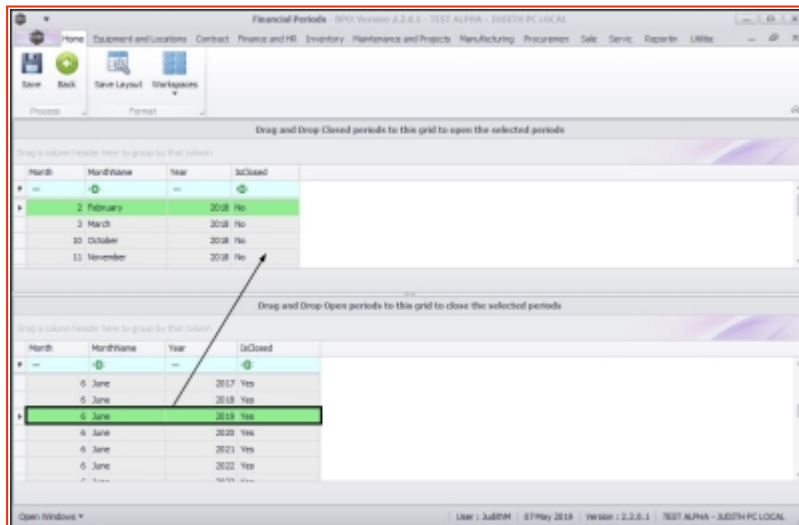 Financial Periods - BPO: Version 2.2.0.1 - TEST ALPHA - JUDITH PC LOCAL
Home Equipment and Locations Contract Finance and HR Inventory Maintenance and Projects Manufacturing Procuremen Sale Servic Reportin Utilitie
Save Back Save Layout Workspaces
Process Format
Drag and Drop Closed periods to this grid to open the selected periods
Drag a column header here to group by that column
Month MonthName Year IsClosed
2 February 2018 No
3 March 2018 No
10 October 2018 No
11 November 2018 No
Drag and Drop Open periods to this grid to close the selected periods
Drag a column header here to group by that column
Month MonthName Year IsClosed
6 June 2017 Yes
6 June 2018 Yes
6 June 2019 Yes
6 June 2020 Yes
6 June 2021 Yes
6 June 2022 Yes
Open Windows User : JudithM 07 May 2019 Version : 2.2.0.1 TEST ALPHA - JUDITH PC LOCAL